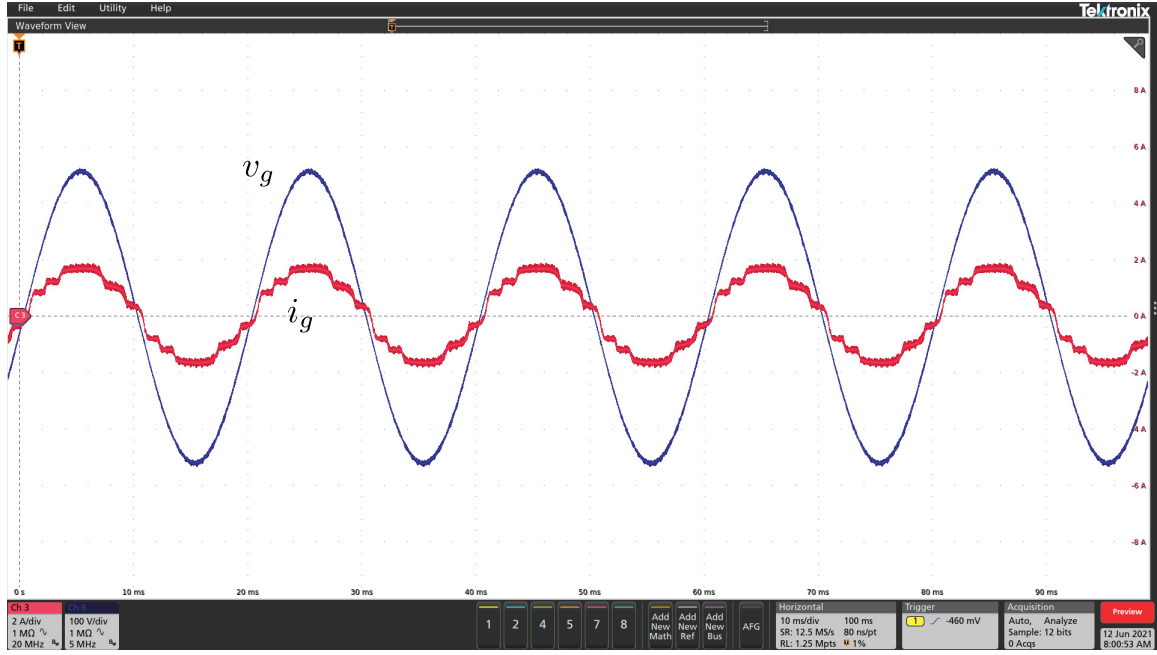 File Edit Utility Help
Tektronix
Waveform View
T
T
8 A
6 A
v_g
4 A
2 A
i_g
C 3
0 A
-2 A
-4 A
-6 A
-8 A
0 s 10 ms 20 ms 30 ms 40 ms 50 ms 60 ms 70 ms 80 ms 90 ms
Ch 3
2 A/div
1 MΩ
20 MHz Bw
Ch 6
100 V/div
1 MΩ
5 MHz Bw
1 2 4 5 7 8
Add New Math
Add New Ref
Add New Bus
AFG
Horizontal
10 ms/div 100 ms
SR: 12.5 MS/s 80 ns/pt
RL: 1.25 Mpts 1%
Trigger
1 -460 mV
Acquisition
Auto, Analyze
Sample: 12 bits
0 Acqs
Preview
12 Jun 2021
8:00:53 AM